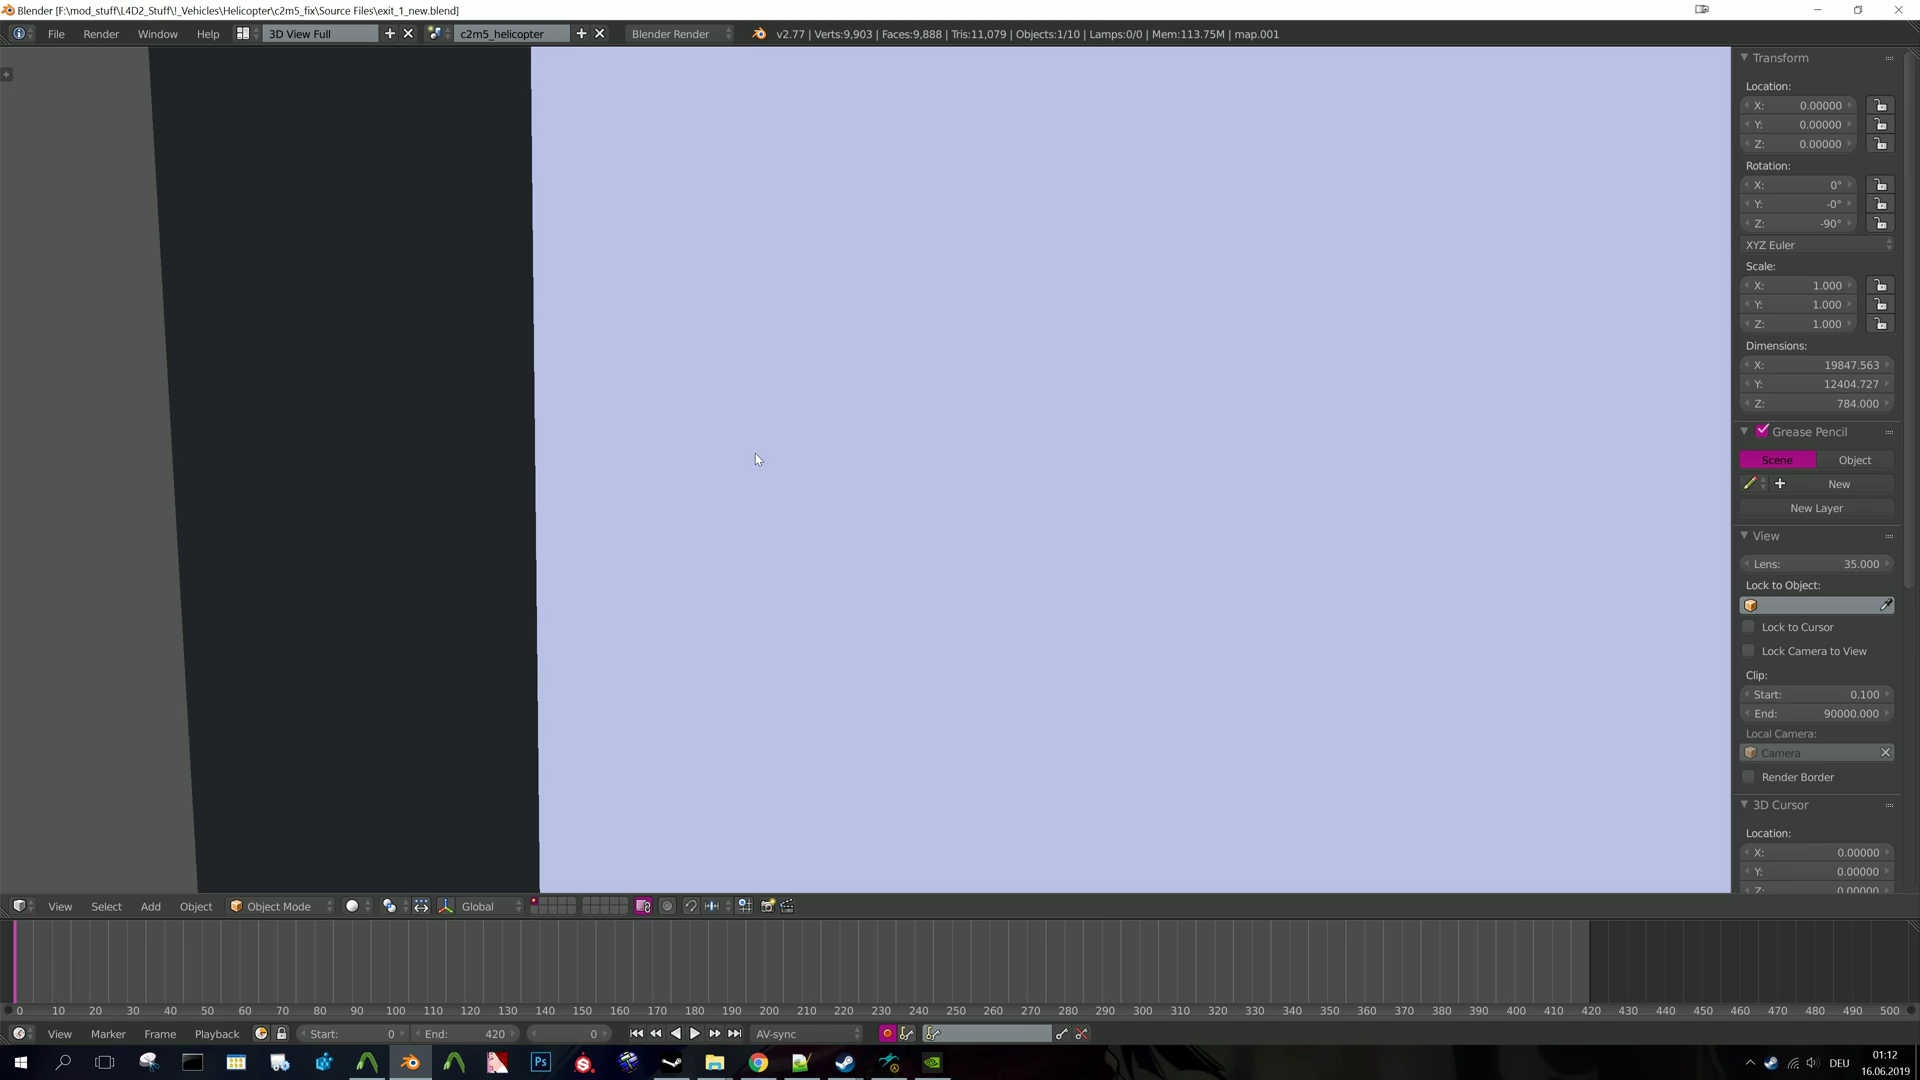 Blender [F:\mod_stuff\L4D2_Stuff\!_Vehicles\Helicopter\c2m5_fix\Source Files\exit_1_new.blend]
File Render Window Help 3D View Full c2m5_helicopter Blender Render v2.77 | Verts:9,903 | Faces:9,888 | Tris:11,079 | Objects:1/10 | Lamps:0/0 | Mem:113.75M | map.001
Transform
Location:
X: 0.00000
Y: 0.00000
Z: 0.00000
Rotation:
X: 0°
Y: -0°
Z: -90°
XYZ Euler
Scale:
X: 1.000
Y: 1.000
Z: 1.000
Dimensions:
X: 19847.563
Y: 12404.727
Z: 784.000
Grease Pencil
Scene Object
New
New Layer
View
Lens: 35.000
Lock to Object:
Lock to Cursor
Lock Camera to View
Clip:
Start: 0.100
End: 90000.000
Local Camera:
Camera
Render Border
3D Cursor
Location:
X: 0.00000
Y: 0.00000
Z: 0.00000
View Select Add Object Object Mode Global
0 10 20 30 40 50 60 70 80 90 100 110 120 130 140 150 160 170 180 190 200 210 220 230 240 250 260 270 280 290 300 310 320 330 340 350 360 370 380 390 400 410 420 430 440 450 460 470 480 490 500
View Marker Frame Playback Start: 0 End: 420 0 AV-sync
Ps
DEU
01:12
16.06.2019